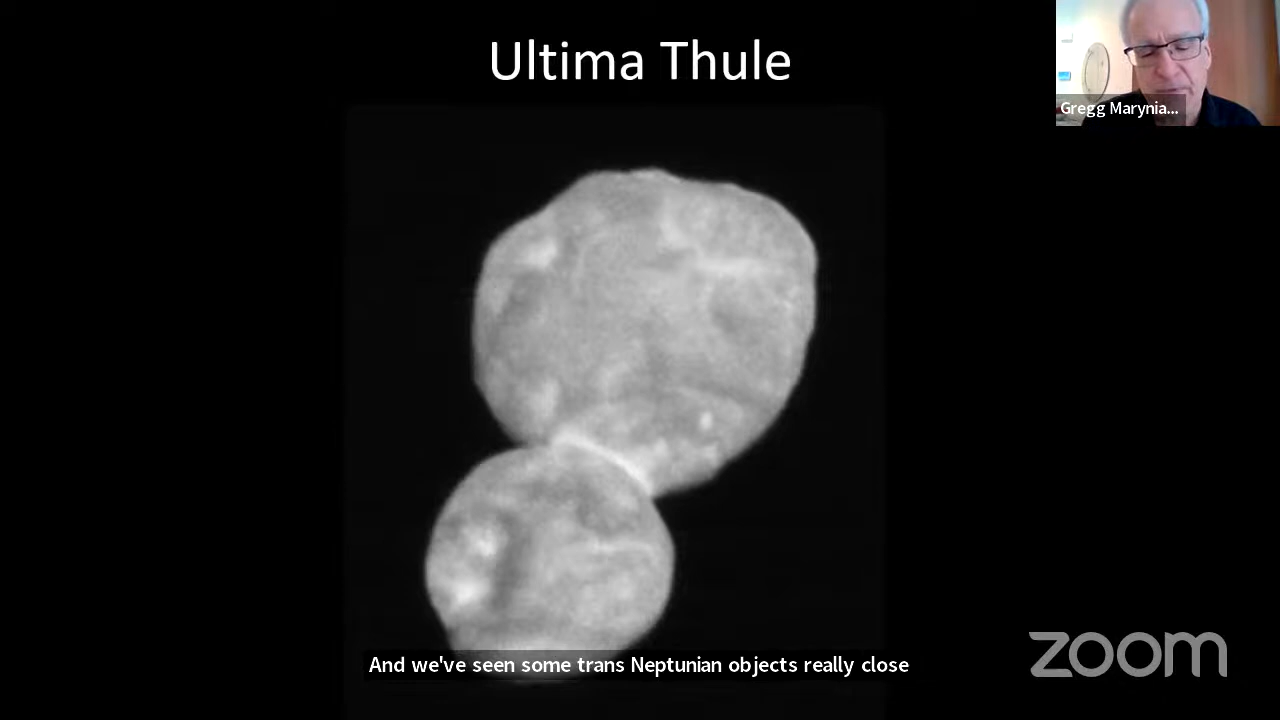 Ultima Thule
Gregg Marynia...
And we've seen some trans Neptunian objects really close
zoom